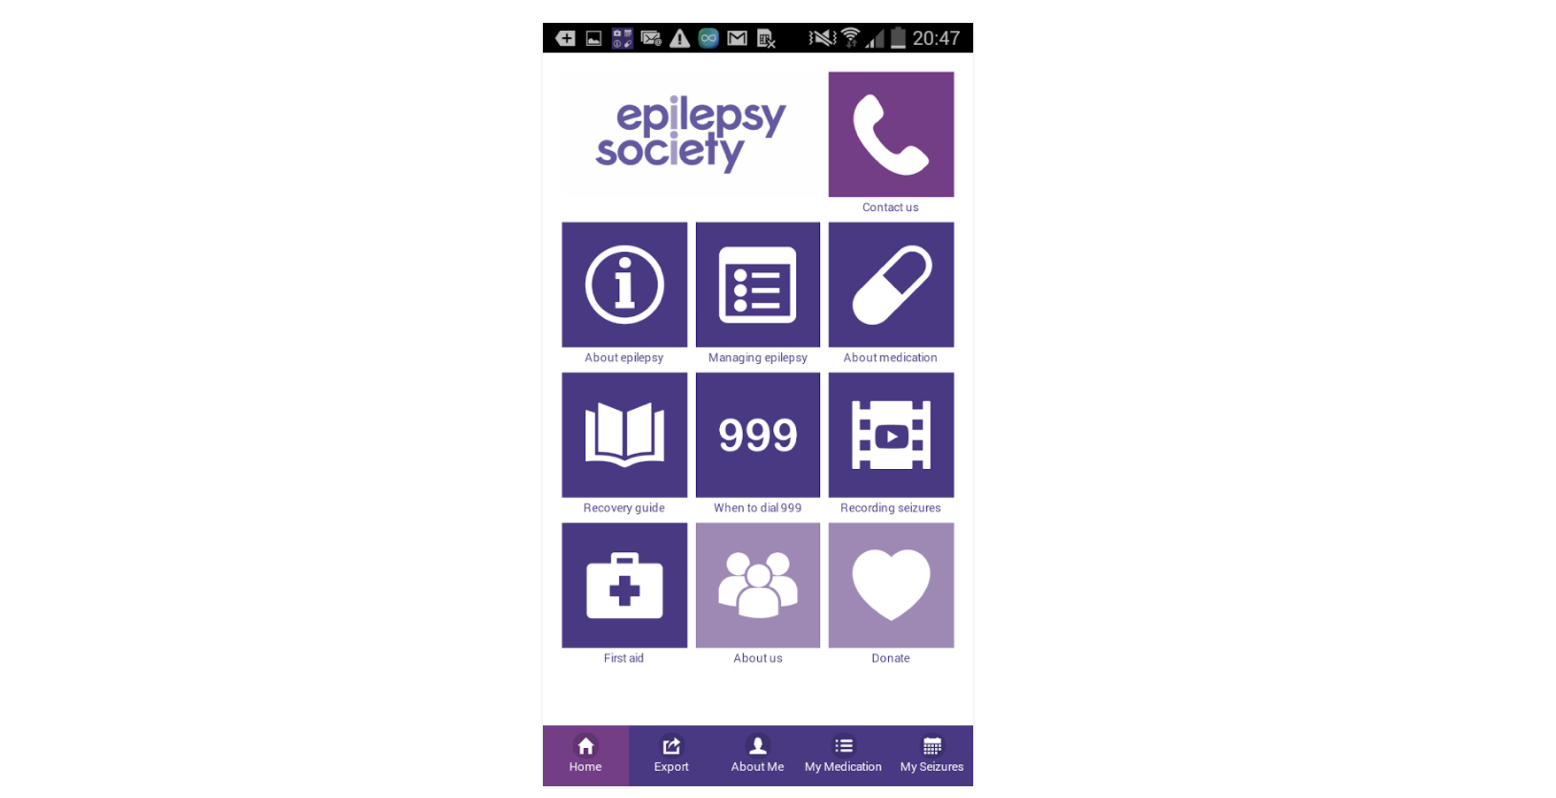 20:47
epilepsy
society
Contact us
About epilepsy
Managing epilepsy
About medication
999
Recovery guide
When to dial 999
Recording seizures
First aid
About us
Donate
Home
Export
About Me
My Medication
My Seizures